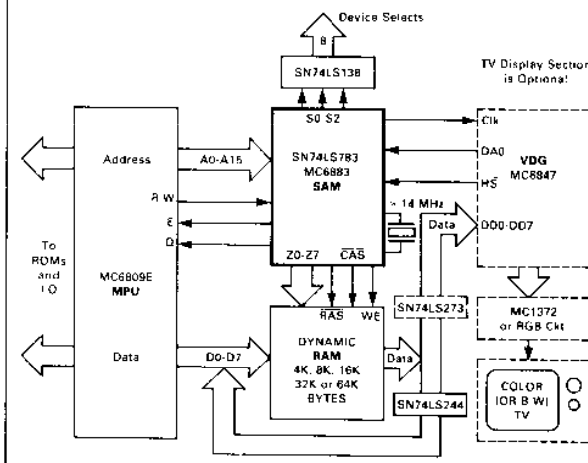 Device Selects
8
SN74LS138
TV Display Section
is Optional
S0 S2
SN74LS783
MC6883
SAM
Clk
DA0
HS
VDG
MC6847
DD0-DD7
Address
A0-A15
R/W
E
Q
≈ 14 MHz
Data
Z0-Z7
CAS
To
ROMs
and
I/O
MC6809E
MPU
RAS
WE
SN74LS273
MC1372
or RGB Ckt
Data
D0-D7
DYNAMIC
RAM
4K, 8K, 16K
32K or 64K
BYTES
Data
SN74LS244
COLOR
(OR B W)
TV